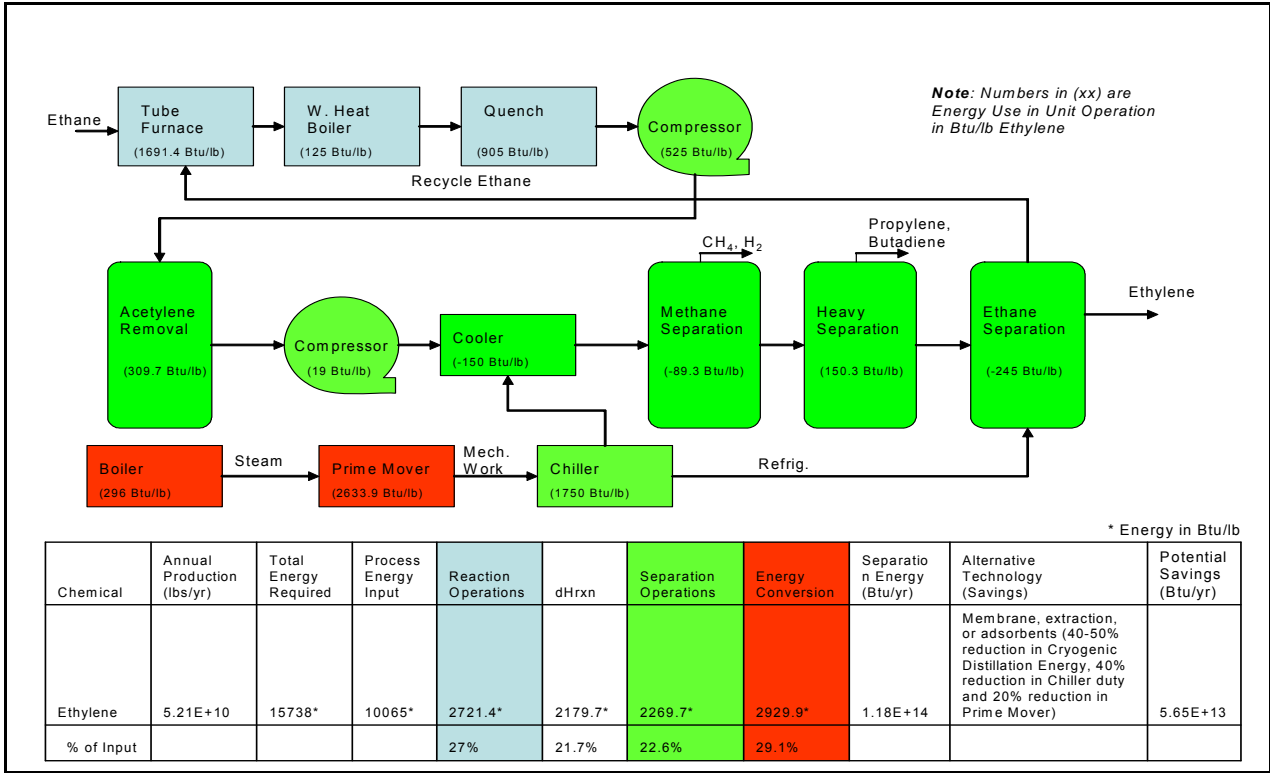 Ethane
Tube
Furnace
(1691.4 Btu/lb)
W. Heat
Boiler
(125 Btu/lb)
Quench
(905 Btu/lb)
Compressor
(525 Btu/lb)
Note: Numbers in (xx) are
Energy Use in Unit Operation
in Btu/lb Ethylene
Recycle Ethane
Acetylene
Removal
(309.7 Btu/lb)
Compressor
(19 Btu/lb)
Cooler
(-150 Btu/lb)
CH₄, H₂
Methane
Separation
(-89.3 Btu/lb)
Propylene,
Butadiene
Heavy
Separation
(150.3 Btu/lb)
Ethane
Separation
(-245 Btu/lb)
Ethylene
Boiler
(296 Btu/lb)
Steam
Prime Mover
(2633.9 Btu/lb)
Mech.
Work
Chiller
(1750 Btu/lb)
Refrig.
* Energy in Btu/lb
Chemical
Annual
Production
(lbs/yr)
Total
Energy
Required
Process
Energy
Input
Reaction
Operations
dHrxn
Separation
Operations
Energy
Conversion
Separatio
n Energy
(Btu/yr)
Alternative
Technology
(Savings)
Potential
Savings
(Btu/yr)
Ethylene
5.21E+10
15738*
10065*
2721.4*
2179.7*
2269.7*
2929.9*
1.18E+14
Membrane, extraction,
or adsorbents (40-50%
reduction in Cryogenic
Distillation Energy, 40%
reduction in Chiller duty
and 20% reduction in
Prime Mover)
5.65E+13
% of Input
27%
21.7%
22.6%
29.1%